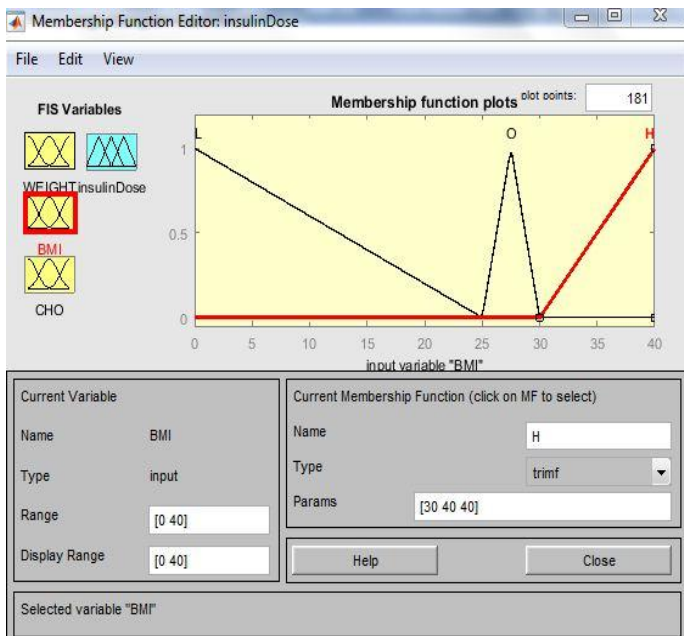 Membership Function Editor: insulinDose
File Edit View
FIS Variables
WEIGHT insulinDose
BMI
CHO
Membership function plots
plot points: 181
L O H
1
0.5
0
0 5 10 15 20 25 30 35 40
input variable "BMI"
Current Variable
Name BMI
Type input
Range [0 40]
Display Range [0 40]
Current Membership Function (click on MF to select)
Name H
Type trimf
Params [30 40 40]
Help Close
Selected variable "BMI"